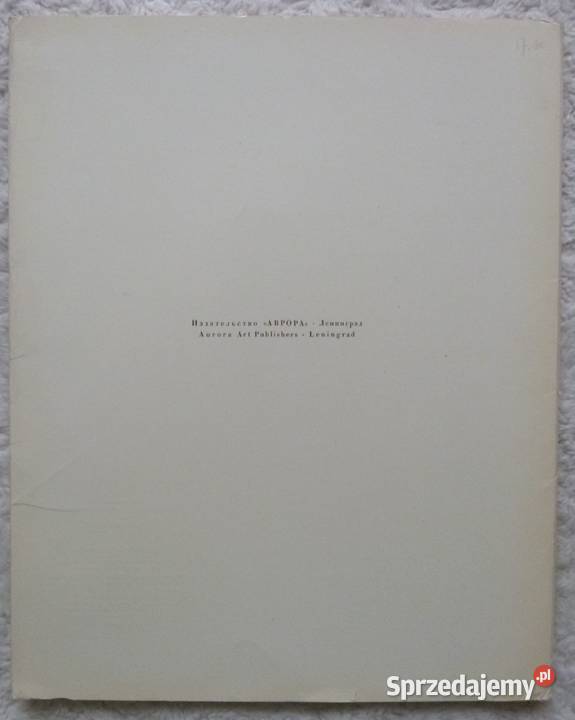 Издательство «АВРОРА» · Ленинград
Aurora Art Publishers · Leningrad
Sprzedajemy.pl